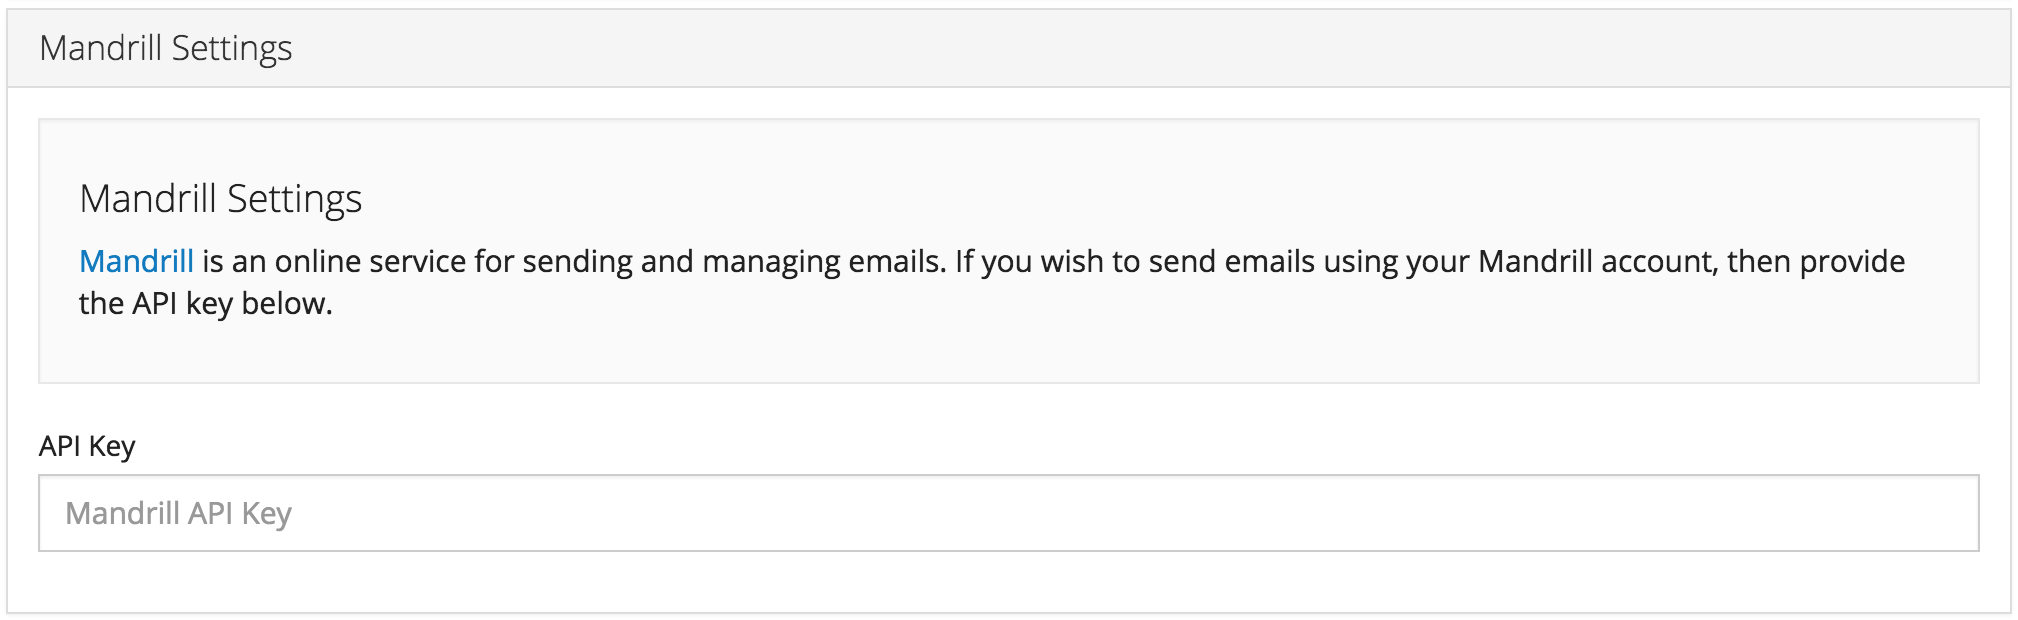 Mandrill Settings
Mandrill Settings
Mandrill is an online service for sending and managing emails. If you wish to send emails using your Mandrill account, then provide
the API key below.
API Key
Mandrill API Key